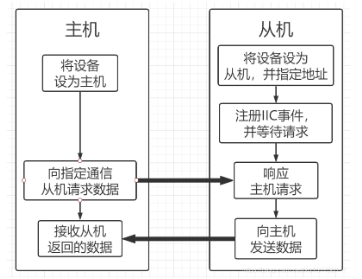 主机
将设备
设为主机
向指定通信
从机请求数据
接收从机
返回的数据
从机
将设备设为
从机，并指定地址
注册IIC事件，
并等待请求
响应
主机请求
向主机
发送数据